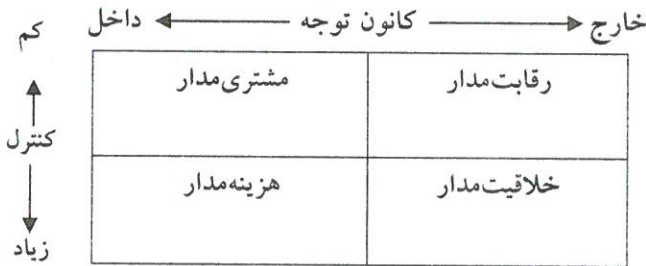 خارج کانون توجه داخل
کم
رقابت‌مدار مشتری‌مدار
کنترل
خلاقیت‌مدار هزینه‌مدار
زیاد